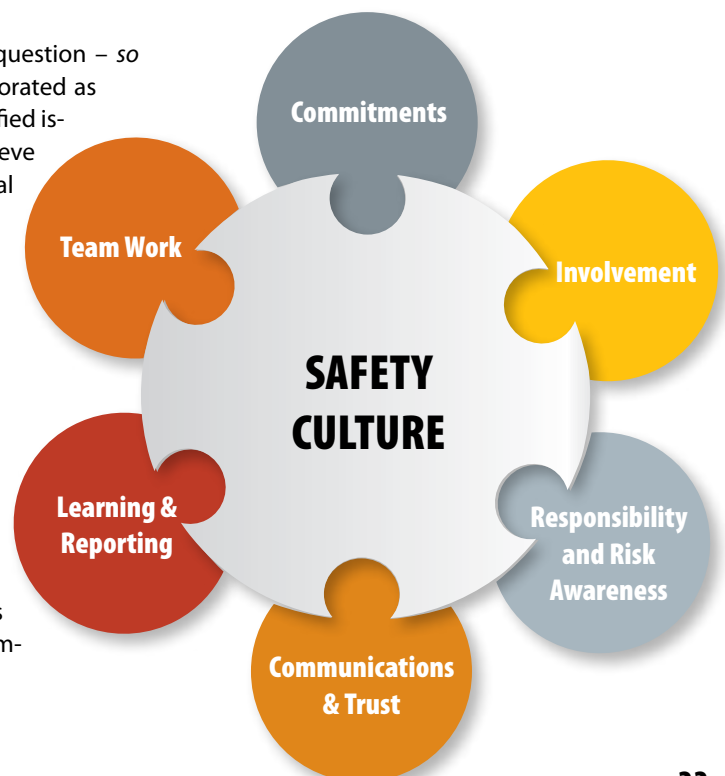 question – so
orated as
fied is-
eve
al
Commitments
Team Work
Involvement
SAFETY
CULTURE
Learning &
Reporting
Responsibility
and Risk
Awareness
s
m-
Communications
& Trust